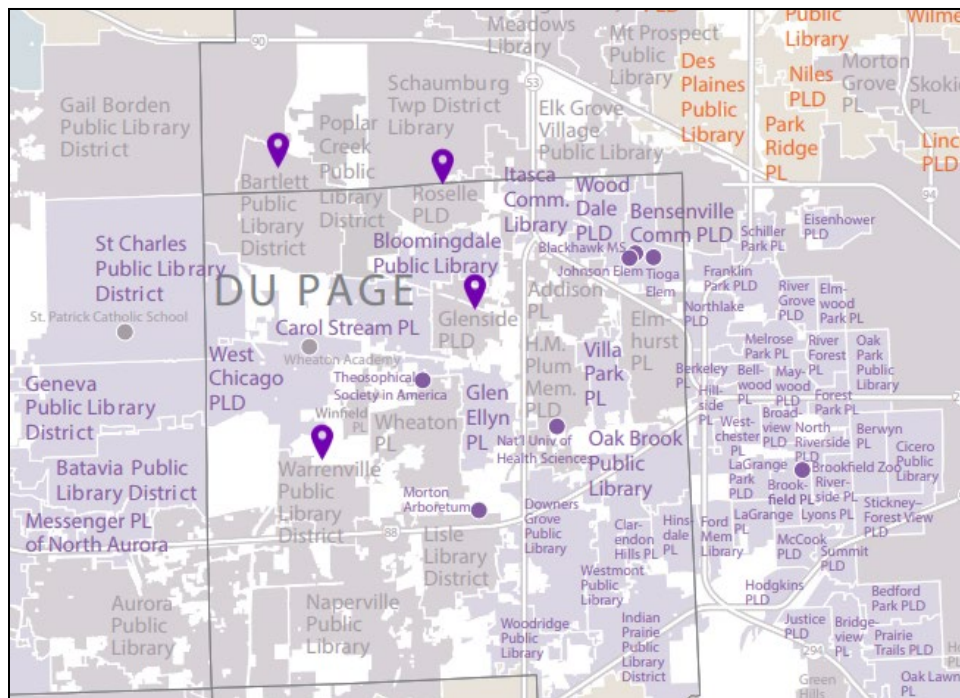 Meadows
Library
PLD
Mt Prospect
Public
Library
Public
Library
Wilme
90
53
Des
Plaines
Public
Library
Niles
PLD
Morton
Grove
PL
Skokie
PL
Gail Borden
Public Library
District
Schaumburg
Twp District
Library
Poplar
Creek
Public
Library
District
Elk Grove
Village
Public Library
Park
Ridge
PL
Linc
PLD
94
Bartlett
Public
Library
District
Roselle
PLD
Itasca
Comm.
Library
Wood
Dale
PLD
Bensenville
Comm PLD
Schiller
Park PL
Eisenhower
PLD
St Charles
Public Library
District
Bloomingdale
Public Library
Blackhawk MS
Johnson Elem
Tioga
Elem
Franklin
Park PLD
DU PAGE
Addison
PL
Northlake
PLD
River
Grove
PLD
Elm-
wood
Park PL
St. Patrick Catholic School
Carol Stream PL
Glenside
PLD
Elm-
hurst
PL
Wheaton Academy
H.M.
Plum
Mem.
PLD
Villa
Park
PL
Melrose
Park PL
River
Forest
PL
Oak
Park
Public
Library
West
Chicago
PLD
Theosophical
Society in America
Berkeley
PL
Bell-
wood
PL
May-
wood
PLD
Geneva
Public Library
District
Winfield
PL
Wheaton
PL
Glen
Ellyn
PL
Hill-
side
PL
Forest
Park PL
West-
chester
PL
Broad-
view
PLD
North
Riverside
PLD
Berwyn
PL
Nat'l Univ. of
Health Sciences
Oak Brook
Public
Library
Cicero
Public
Library
Batavia Public
Library District
Warrenville
Public
Library
District
LaGrange
Park
PLD
Brookfield Zoo
Brook-
field PL
River-
side PL
Messenger PL
of North Aurora
Morton
Arboretum
Downers
Grove
Public
Library
LaGrange
PL
Lyons PL
Stickney–
Forest View
PLD
88
Lisle
Library
District
Clar-
endon
Hills PL
Hins-
dale
PL
Ford
Mem
Library
McCook
PLD
Summit
PLD
Westmont
Public
Library
Hodgkins
PLD
Bedford
Park PLD
Aurora
Public
Library
Naperville
Public
Library
Woodridge
Public
Library
Indian
Prairie
Public
Library
District
Justice
PLD
Bridge-
view
PL
Prairie
Trails PLD
294
Green
Hills
Oak Lawn